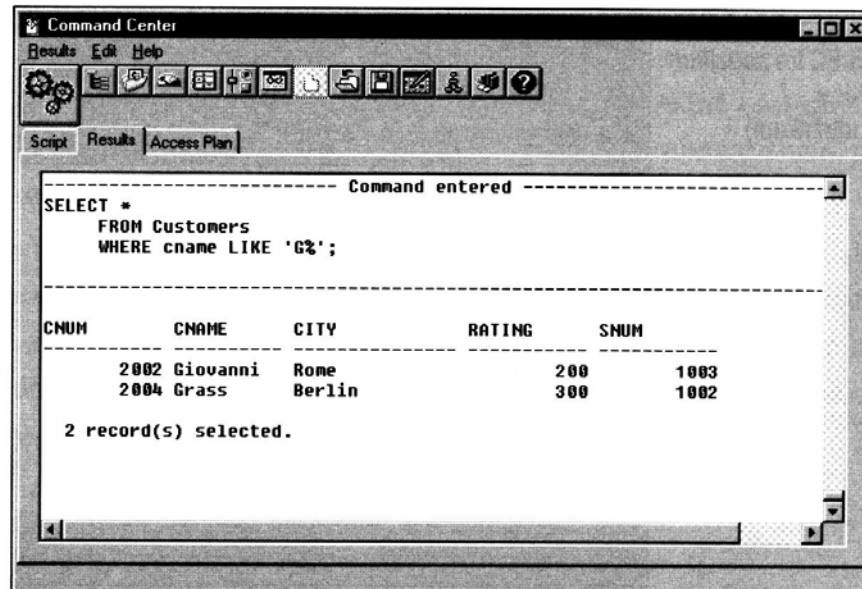 Command Center
Results Edit Help
Script Results Access Plan
------------------------------ Command entered ------------------------------
SELECT *
FROM Customers
WHERE cname LIKE 'G%';
------------------------------------------------------------------------------
CNUM CNAME CITY RATING SNUM
----------- ---------- --------------- ----------- -----------
2002 Giovanni Rome 200 1003
2004 Grass Berlin 300 1002
2 record(s) selected.